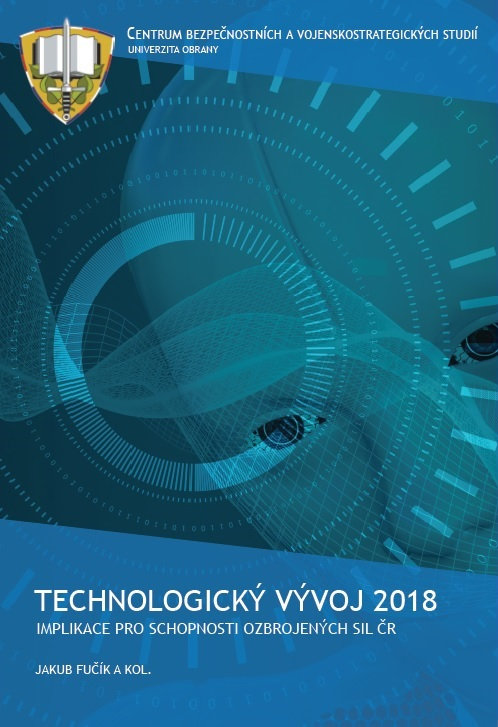 CENTRUM BEZPEČNOSTNÍCH A VOJENSKOSTRATEGICKÝCH STUDIÍ
UNIVERZITA OBRANY
TECHNOLOGICKÝ VÝVOJ 2018
IMPLIKACE PRO SCHOPNOSTI OZBROJENÝCH SIL ČR
JAKUB FUČÍK A KOL.